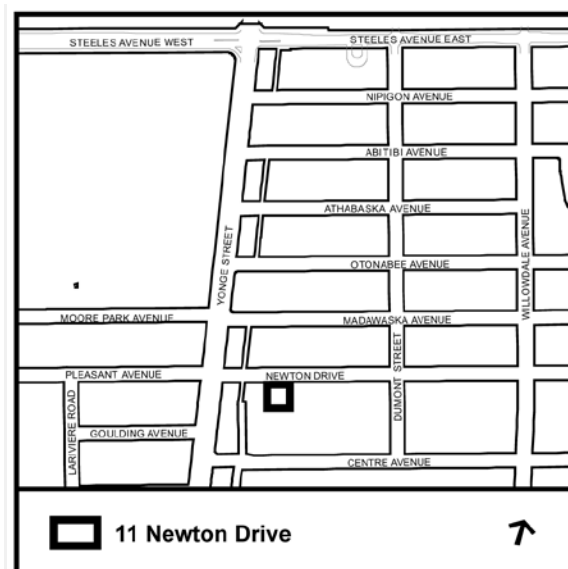 STEELES AVENUE WEST
STEELES AVENUE EAST
NIPIGON AVENUE
ABITIBI AVENUE
ATHABASKA AVENUE
WILLOWDALE AVENUE
YONGE STREET
OTONABEE AVENUE
MOORE PARK AVENUE
MADAWASKA AVENUE
DUMONT STREET
PLEASANT AVENUE
NEWTON DRIVE
LARIVIERE ROAD
GOULDING AVENUE
CENTRE AVENUE
11 Newton Drive